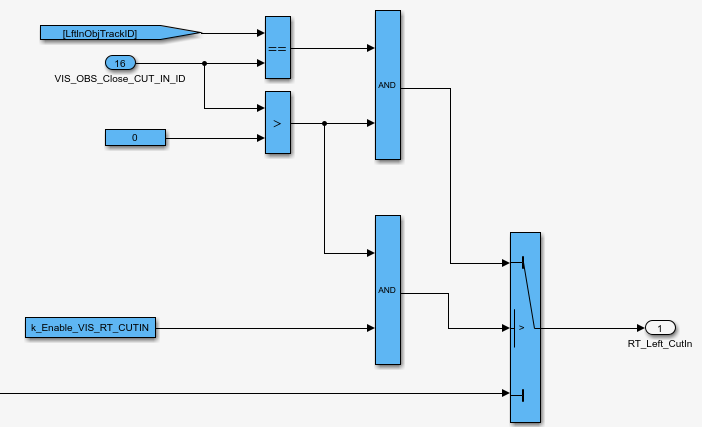 [LftInObjTrackID]
==
16
VIS_OBS_Close_CUT_IN_ID
AND
>
0
AND
k_Enable_VIS_RT_CUTIN
>
1
RT_Left_CutIn